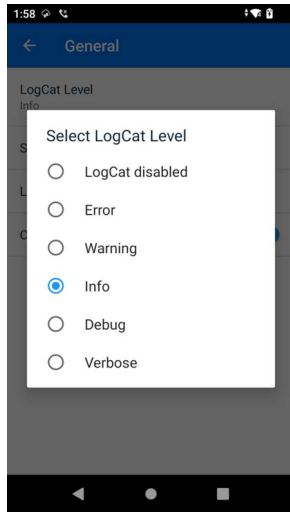 1:58
General
LogCat Level
Info
Select LogCat Level
LogCat disabled
Error
Warning
Info
Debug
Verbose
S
L
C